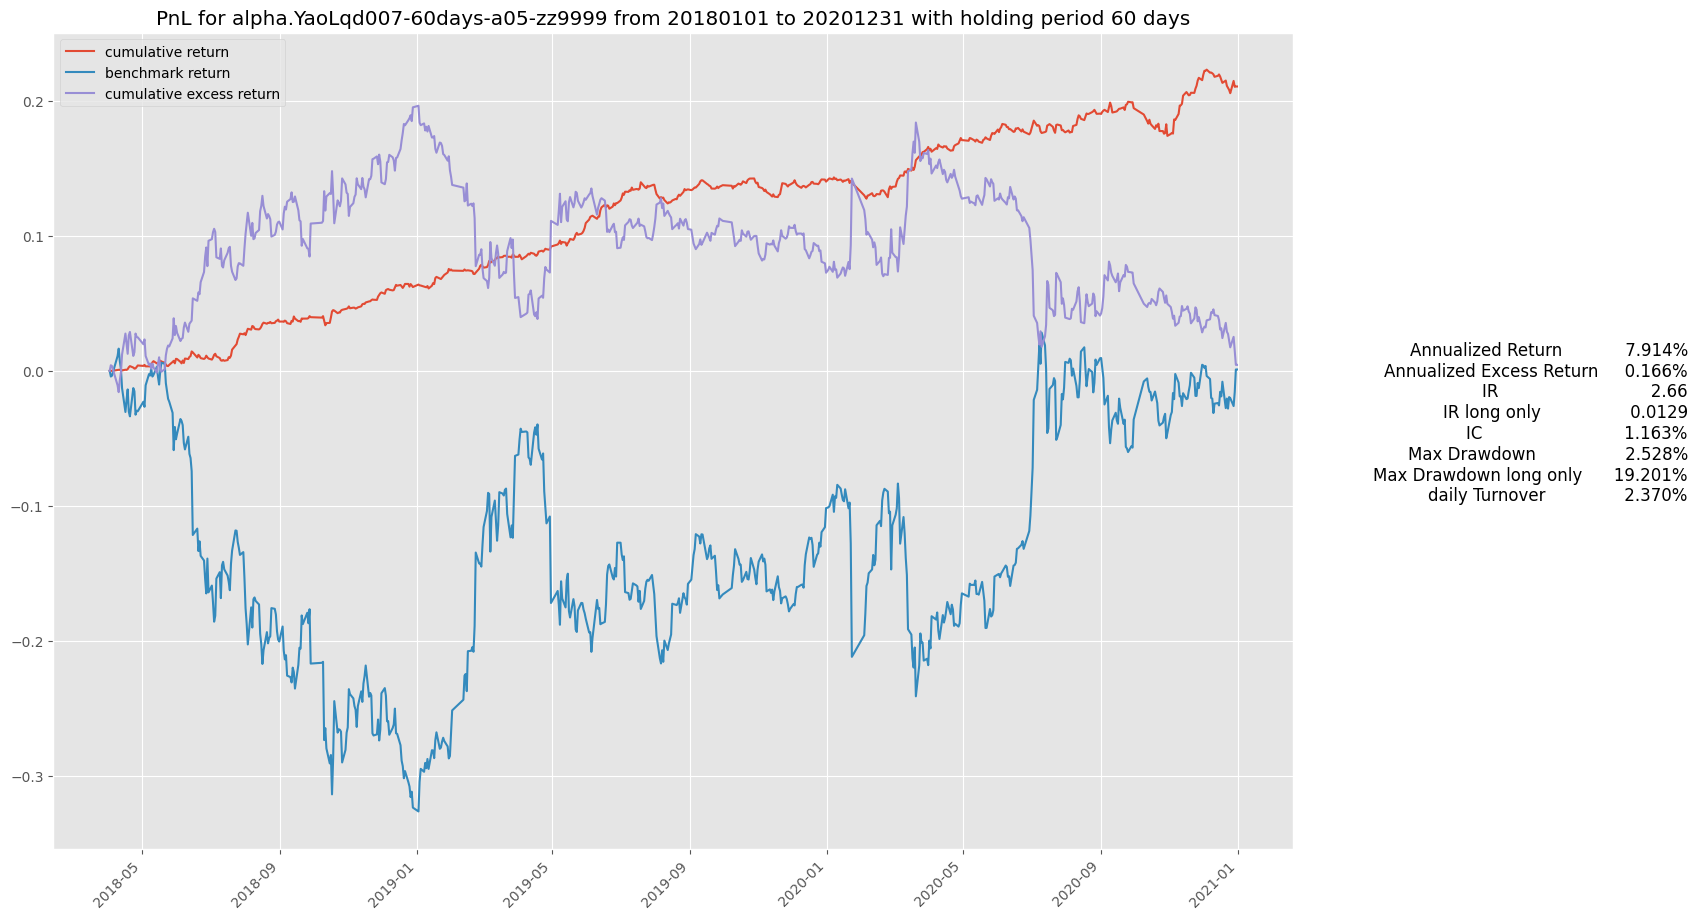 PnL for alpha.YaoLqd007-60days-a05-zz9999 from 20180101 to 20201231 with holding period 60 days
cumulative return
benchmark return
cumulative excess return
0.2
0.1
0.0
−0.1
−0.2
−0.3
2018-05
2018-09
2019-01
2019-05
2019-09
2020-01
2020-05
2020-09
2021-01
Annualized Return 7.914%
Annualized Excess Return 0.166%
IR 2.66
IR long only 0.0129
IC 1.163%
Max Drawdown 2.528%
Max Drawdown long only 19.201%
daily Turnover 2.370%